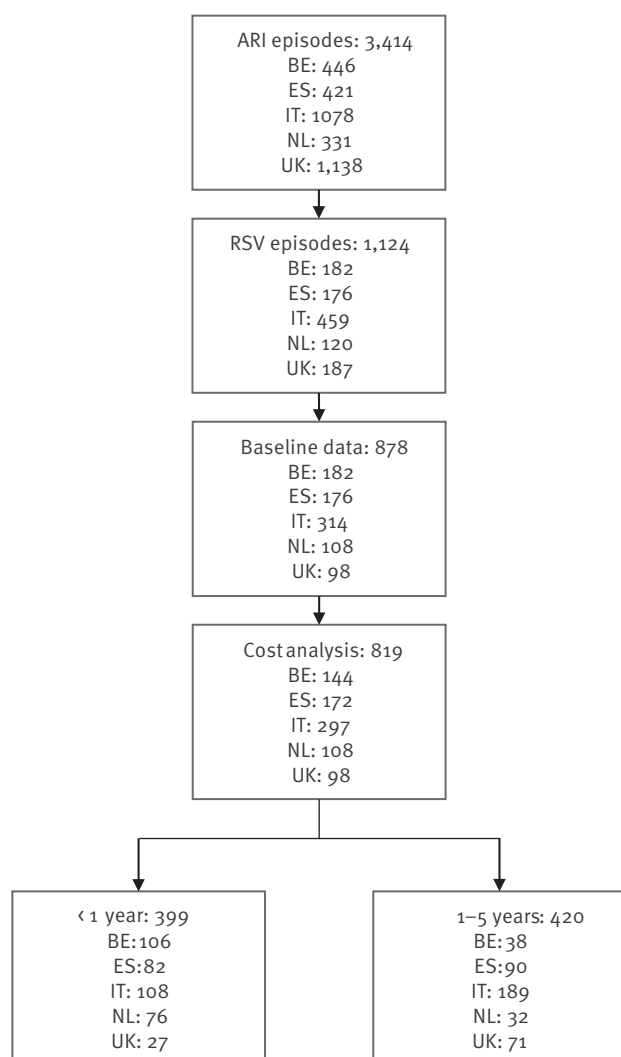 ARI episodes: 3,414
BE: 446
ES: 421
IT: 1078
NL: 331
UK: 1,138
RSV episodes: 1,124
BE: 182
ES: 176
IT: 459
NL: 120
UK: 187
Baseline data: 878
BE: 182
ES: 176
IT: 314
NL: 108
UK: 98
Cost analysis: 819
BE: 144
ES: 172
IT: 297
NL: 108
UK: 98
< 1 year: 399
BE:106
ES:82
IT: 108
NL: 76
UK: 27
1–5 years: 420
BE:38
ES:90
IT: 189
NL: 32
UK: 71